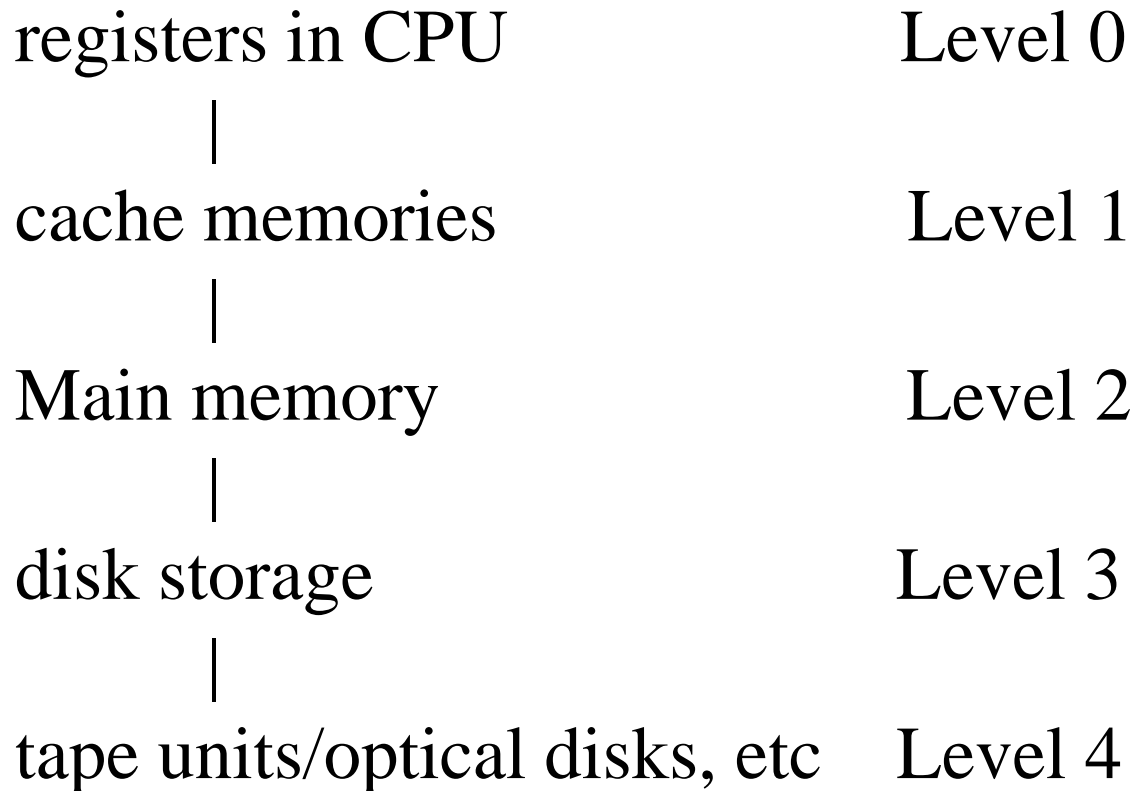 registers in CPU Level 0
cache memories Level 1
Main memory Level 2
disk storage Level 3
tape units/optical disks, etc Level 4